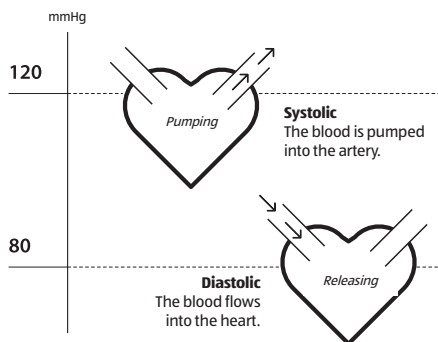 mmHg
120
Pumping
Systolic
The blood is pumped
into the artery.
80
Diastolic
The blood flows
into the heart.
Releasing